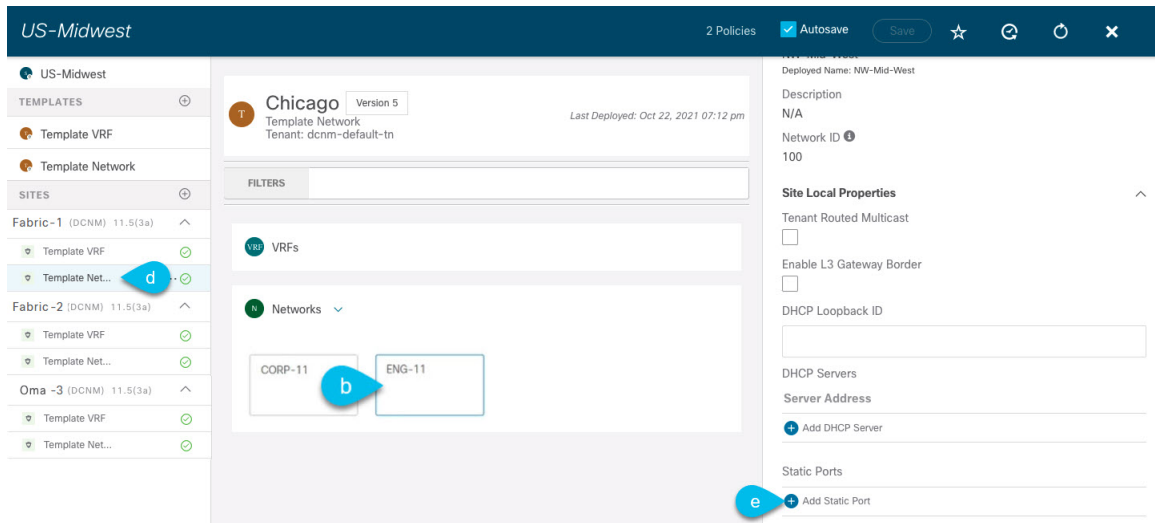 US-Midwest
2 Policies
Autosave
Save
US-Midwest
TEMPLATES
T
Template VRF
T
Template Network
SITES
Fabric-1 (DCNM) 11.5(3a)
Template VRF
Template Net...
d
Fabric-2 (DCNM) 11.5(3a)
Template VRF
Template Net...
Oma -3 (DCNM) 11.5(3a)
Template VRF
Template Net...
T
Chicago
Version 5
Template Network
Tenant: dcnm-default-tn
Last Deployed: Oct 22, 2021 07:12 pm
FILTERS
VRF VRFs
N Networks
CORP-11
b
ENG-11
NW-Mid-West
Deployed Name: NW-Mid-West
Description
N/A
Network ID
100
Site Local Properties
Tenant Routed Multicast
Enable L3 Gateway Border
DHCP Loopback ID
DHCP Servers
Server Address
Add DHCP Server
Static Ports
e
Add Static Port